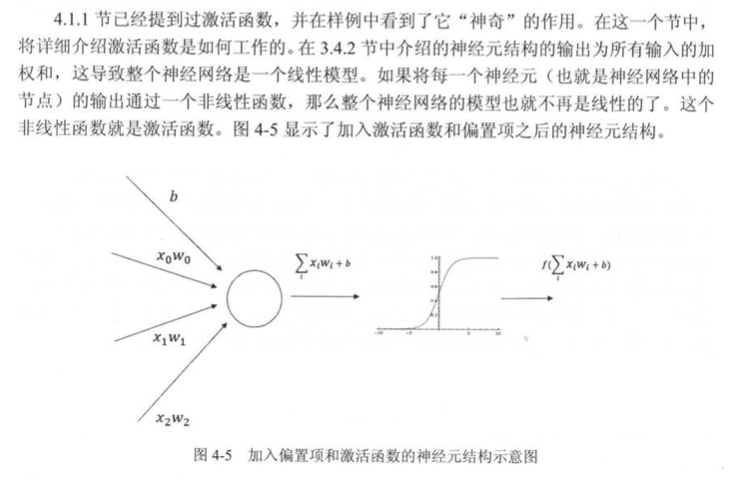 4.1.1 节已经提到过激活函数，并在样例中看到了它“神奇”的作用。在这一个节中，
将详细介绍激活函数是如何工作的。在 3.4.2 节中介绍的神经元结构的输出为所有输入的加
权和，这导致整个神经网络是一个线性模型。如果将每一个神经元（也就是神经网络中的
节点）的输出通过一个非线性函数，那么整个神经网络的模型也就不再是线性的了。这个
非线性函数就是激活函数。图 4-5 显示了加入激活函数和偏置项之后的神经元结构。
b
x₀w₀
∑ᵢ xᵢwᵢ + b
f(∑ᵢ xᵢwᵢ + b)
x₁w₁
x₂w₂
图 4-5 加入偏置项和激活函数的神经元结构示意图